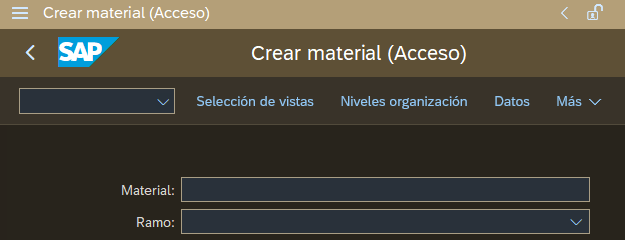 Crear material (Acceso)
SAP Crear material (Acceso)
Selección de vistas Niveles organización Datos Más
Material:
Ramo: